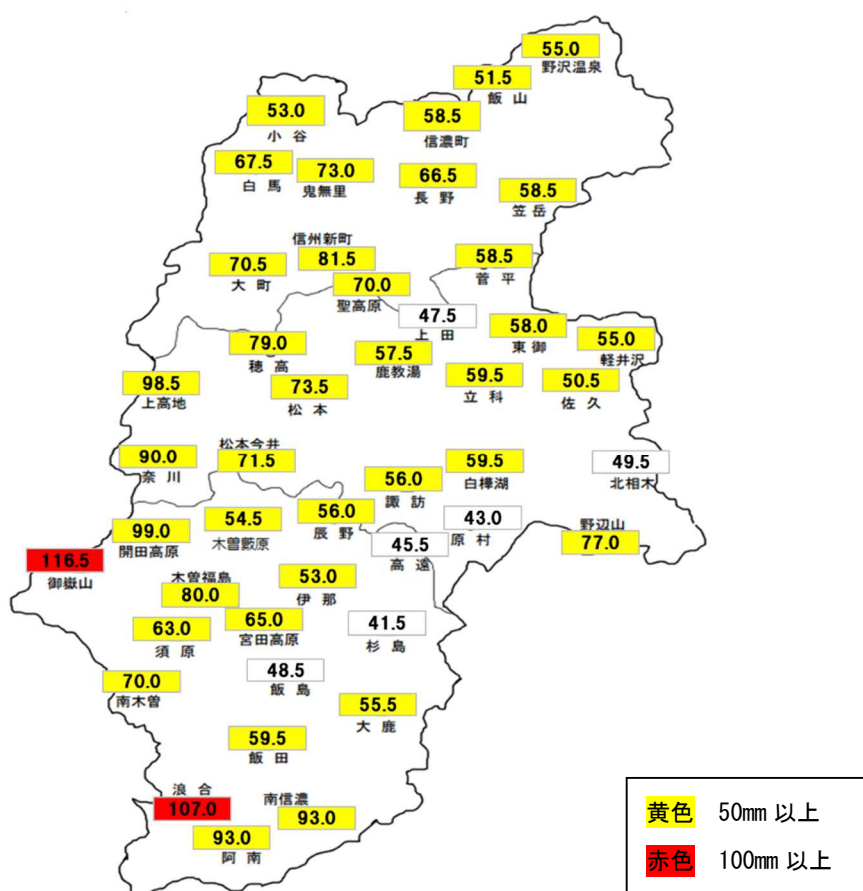 55.0
野沢温泉
51.5
飯山
53.0
小谷
58.5
信濃町
67.5
白馬
73.0
鬼無里
66.5
長野
58.5
笠岳
信州新町
81.5
70.5
大町
58.5
菅平
70.0
聖高原
47.5
上田
58.0
東御
55.0
軽井沢
79.0
穂高
57.5
鹿教湯
98.5
上高地
73.5
松本
59.5
立科
50.5
佐久
90.0
奈川
松本今井
71.5
56.0
諏訪
59.5
白樺湖
49.5
北相木
99.0
開田高原
54.5
木曽藪原
56.0
辰野
45.5
高遠
43.0
原村
野辺山
77.0
116.5
御嶽山
木曽福島
80.0
53.0
伊那
63.0
須原
65.0
宮田高原
41.5
杉島
70.0
南木曽
48.5
飯島
55.5
大鹿
59.5
飯田
浪合
107.0
南信濃
93.0
93.0
阿南
黄色 50mm 以上
赤色 100mm 以上